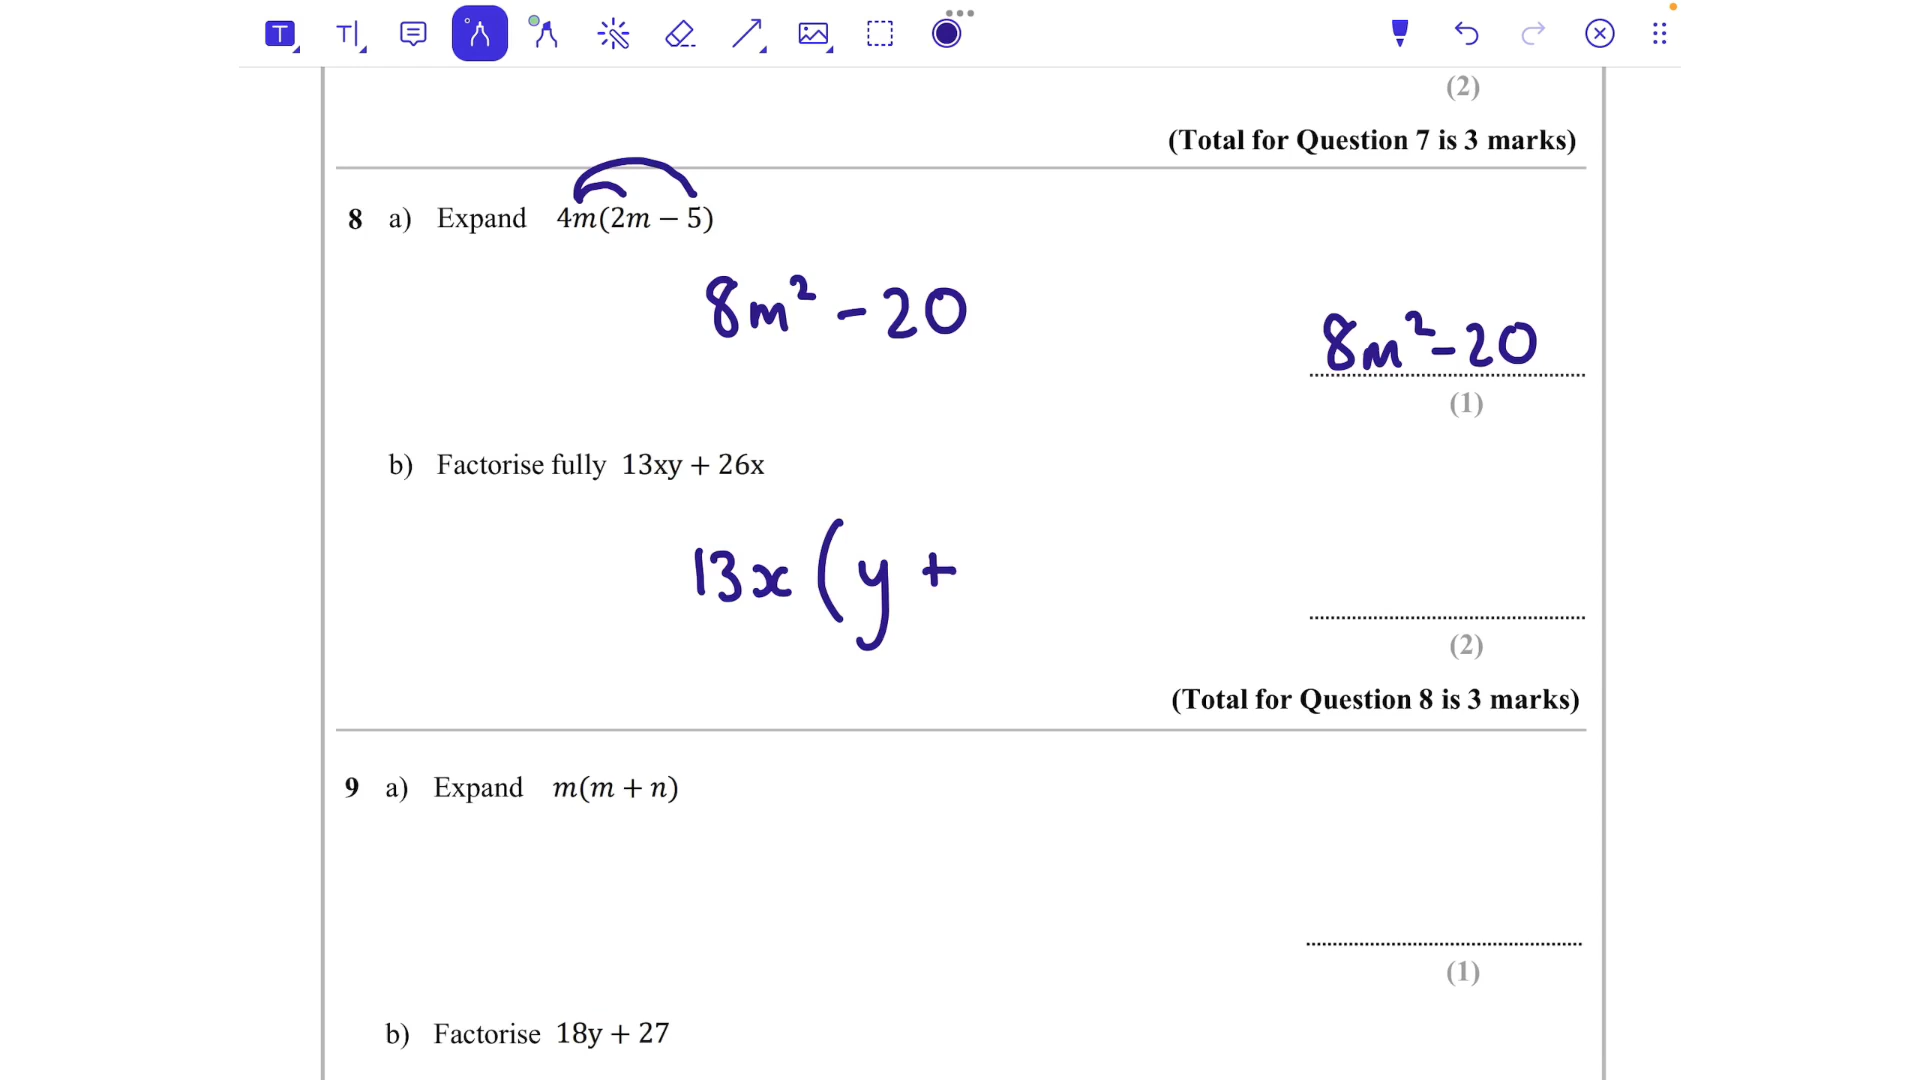 T T|
(2)
(Total for Question 7 is 3 marks)
8 a) Expand 4m(2m − 5)
8m² − 20
8m² − 20
(1)
b) Factorise fully 13xy + 26x
13x (y +
(2)
(Total for Question 8 is 3 marks)
9 a) Expand m(m + n)
(1)
b) Factorise 18y + 27